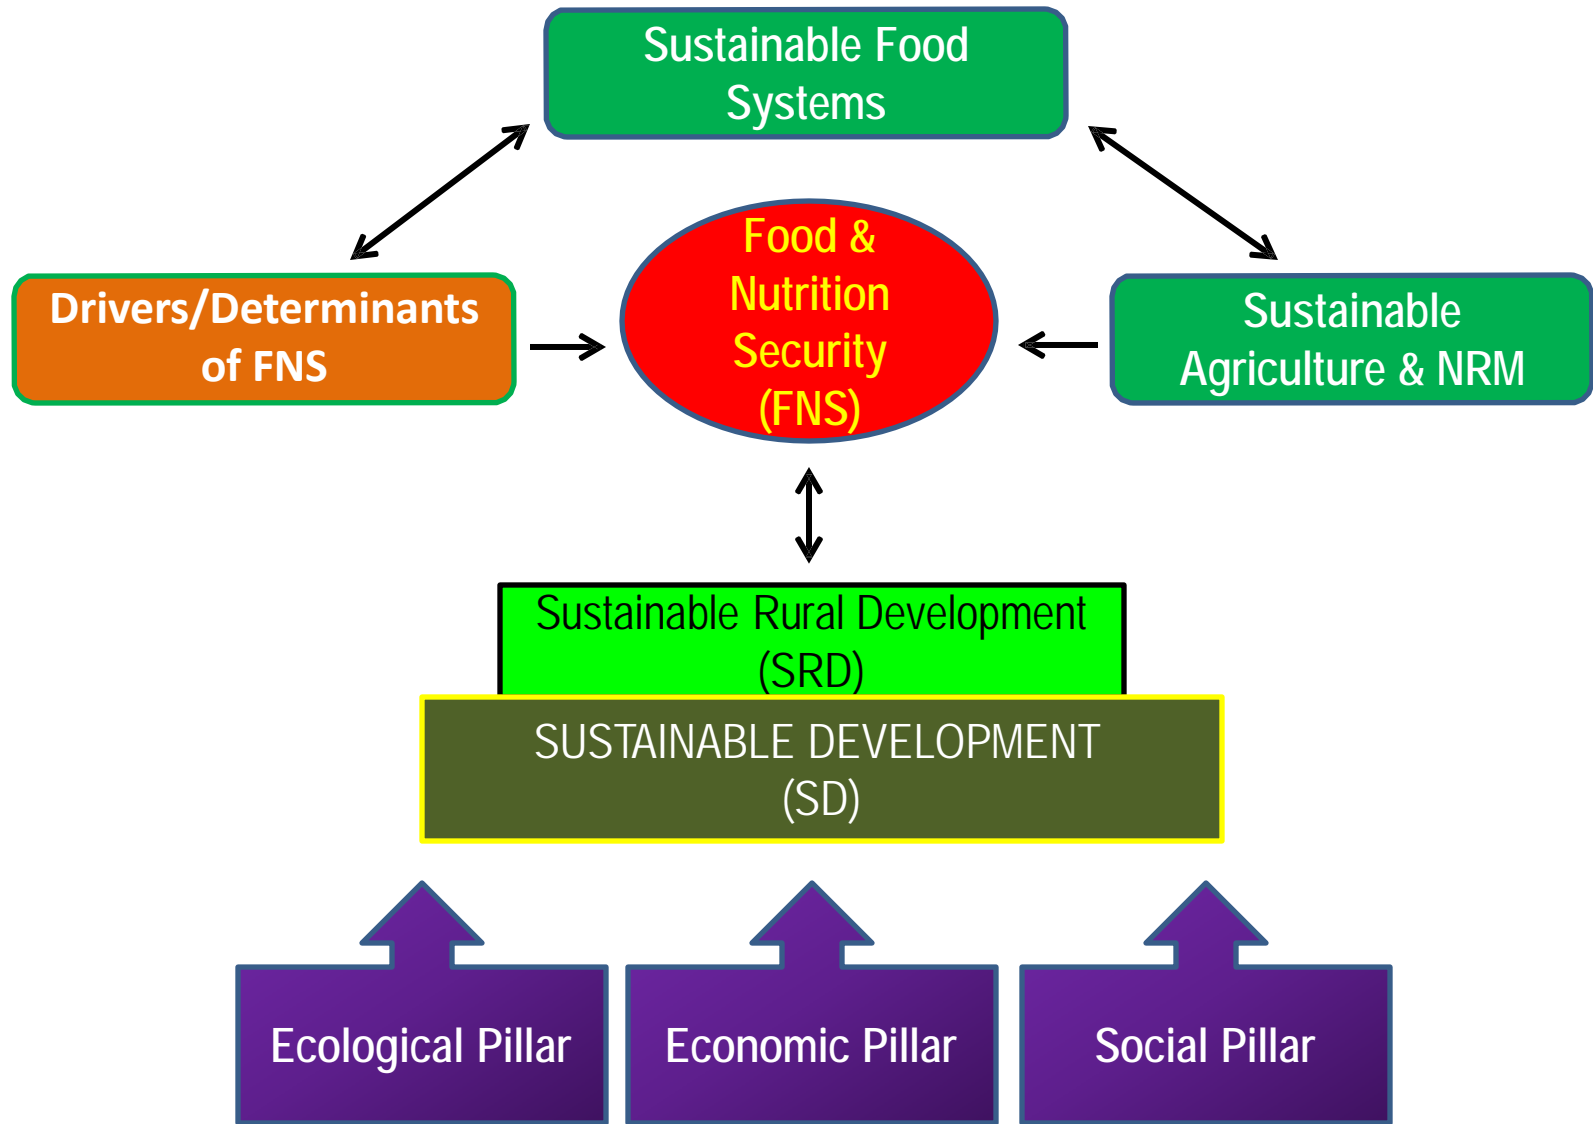 Sustainable Food
Systems
Food &
Nutrition
Security
(FNS)
Drivers/Determinants
of FNS
Sustainable
Agriculture & NRM
Sustainable Rural Development
(SRD)
SUSTAINABLE DEVELOPMENT
(SD)
Ecological Pillar
Economic Pillar
Social Pillar